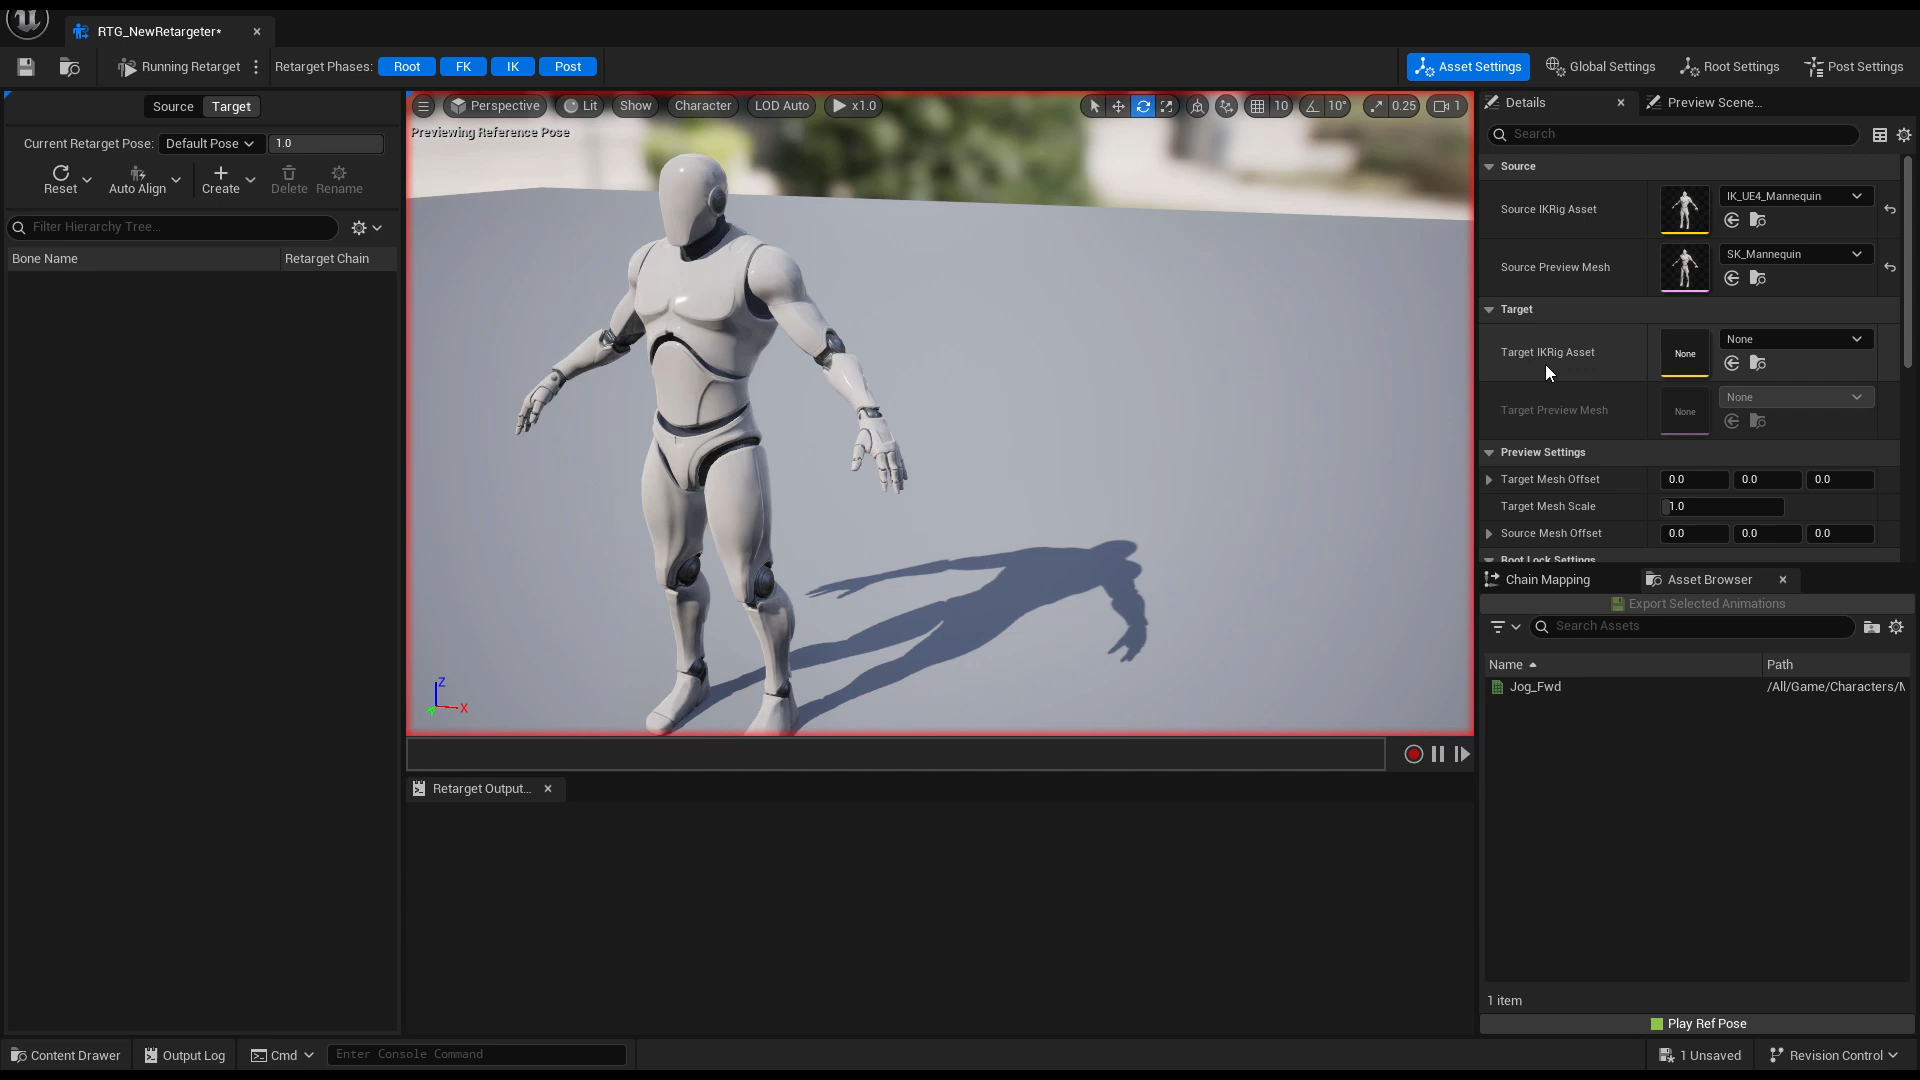 RTG_NewRetargeter*
Running Retarget
Retarget Phases:
Root
FK
IK
Post
Asset Settings
Global Settings
Root Settings
Post Settings
Source
Target
Current Retarget Pose:
Default Pose
1.0
Reset
Auto Align
Create
Delete
Rename
Filter Hierarchy Tree...
Bone Name
Retarget Chain
Perspective
Lit
Show
Character
LOD Auto
x1.0
10
10°
0.25
1
Previewing Reference Pose
Z
X
Retarget Output...
Details
Preview Scene...
Search
Source
Source IKRig Asset
IK_UE4_Mannequin
Source Preview Mesh
SK_Mannequin
Target
Target IKRig Asset
None
None
Target Preview Mesh
None
None
Preview Settings
Target Mesh Offset
0.0
0.0
0.0
Target Mesh Scale
1.0
Source Mesh Offset
0.0
0.0
0.0
Root Lock Settings
Chain Mapping
Asset Browser
Export Selected Animations
Search Assets
Name
Path
Jog_Fwd
/All/Game/Characters/M
1 item
Play Ref Pose
Content Drawer
Output Log
Cmd
Enter Console Command
1 Unsaved
Revision Control